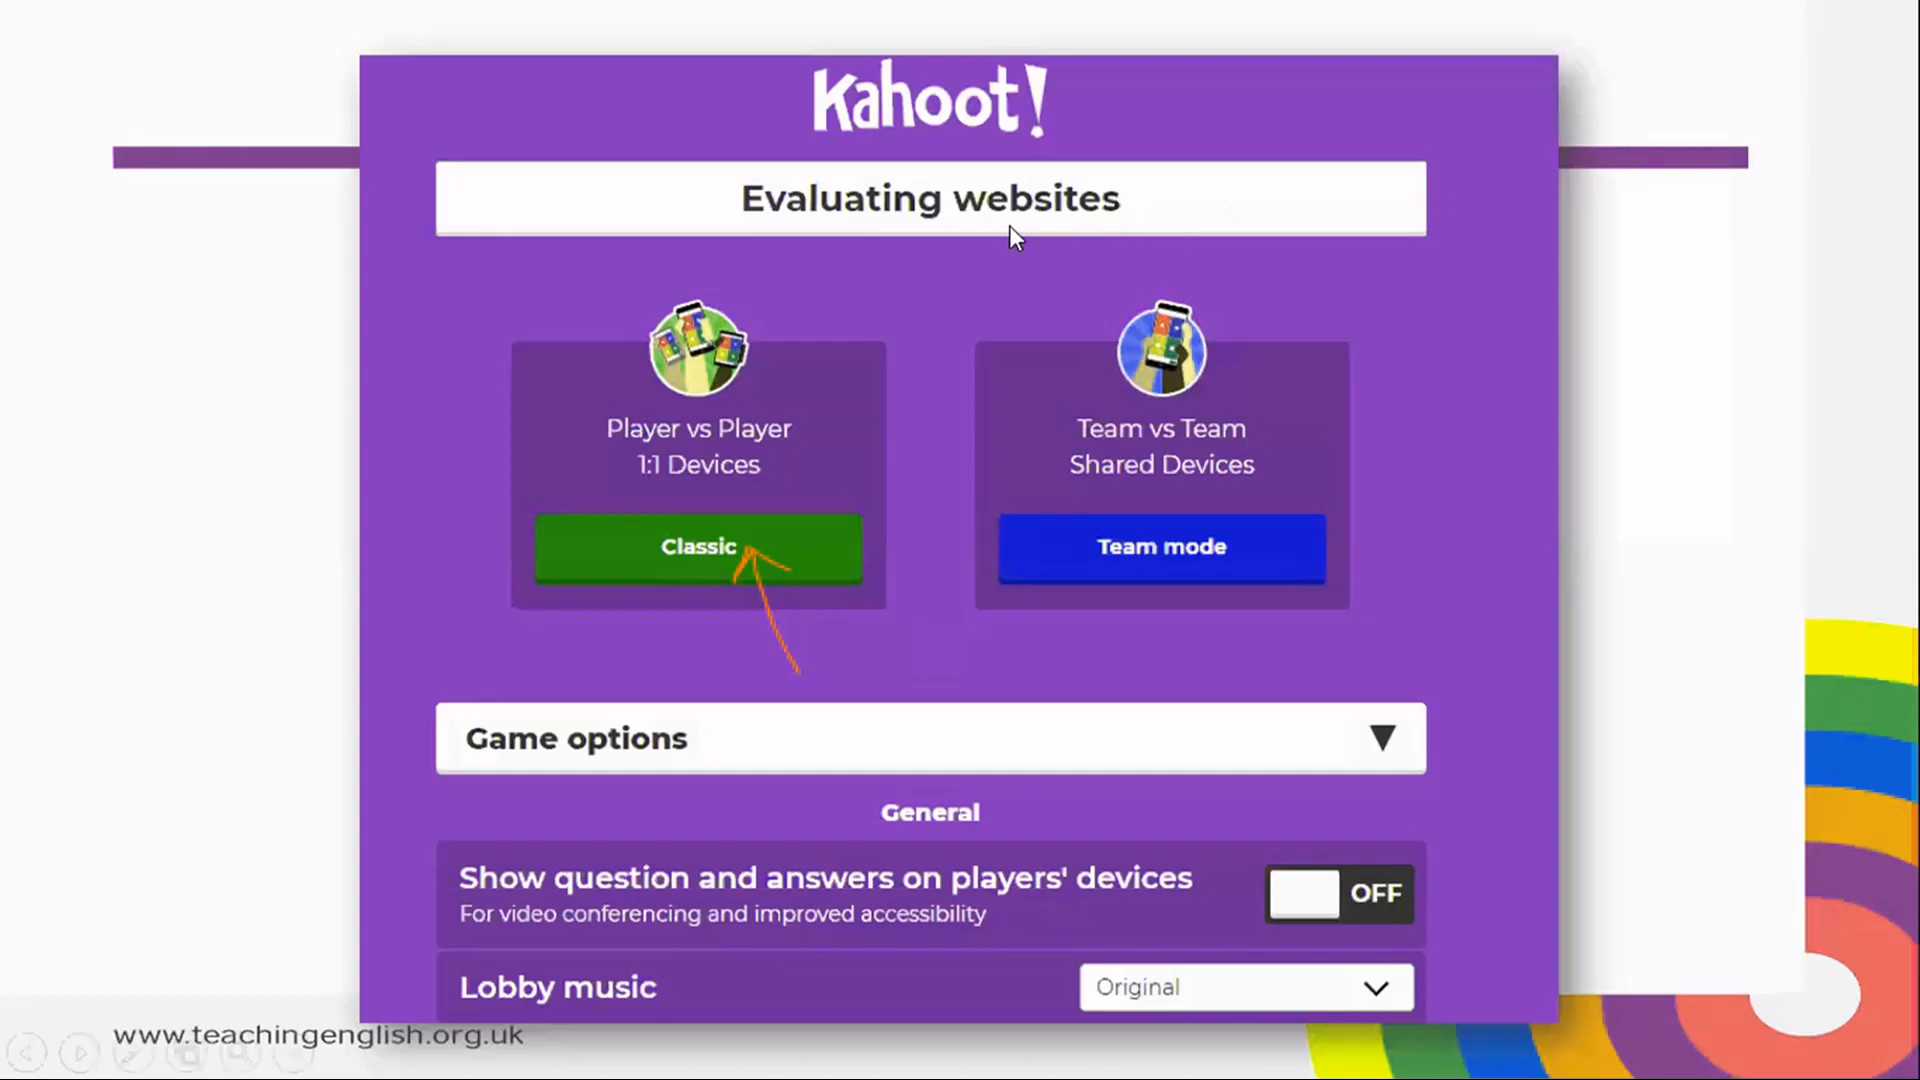 Kahoot!
Evaluating websites
Player vs Player
1:1 Devices
Classic
Team vs Team
Shared Devices
Team mode
Game options
General
Show question and answers on players' devices
For video conferencing and improved accessibility
OFF
Lobby music
Original
www.teachingenglish.org.uk